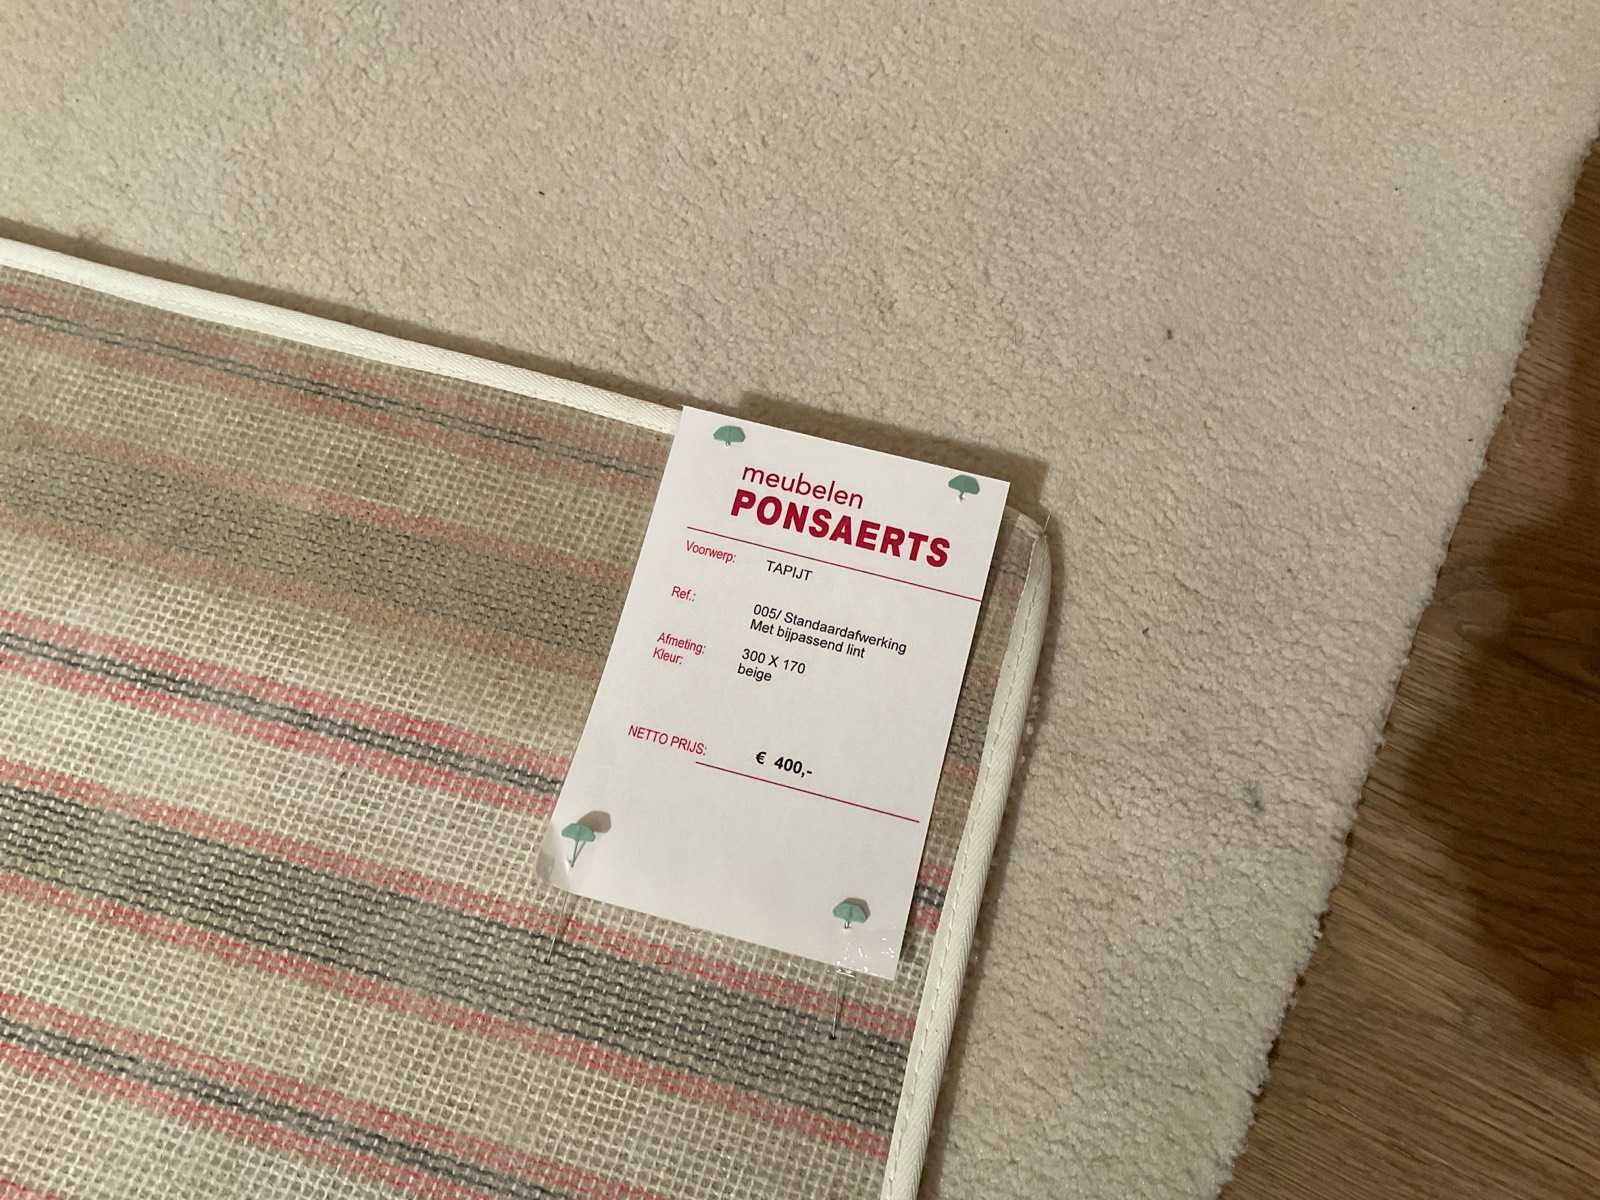 meubelen
PONSAERTS
Voorwerp: TAPIJT
Ref.: 005/ Standaardafwerking
Met bijpassend lint
Afmeting: 300 X 170
Kleur: beige
NETTO PRIJS: € 400,-